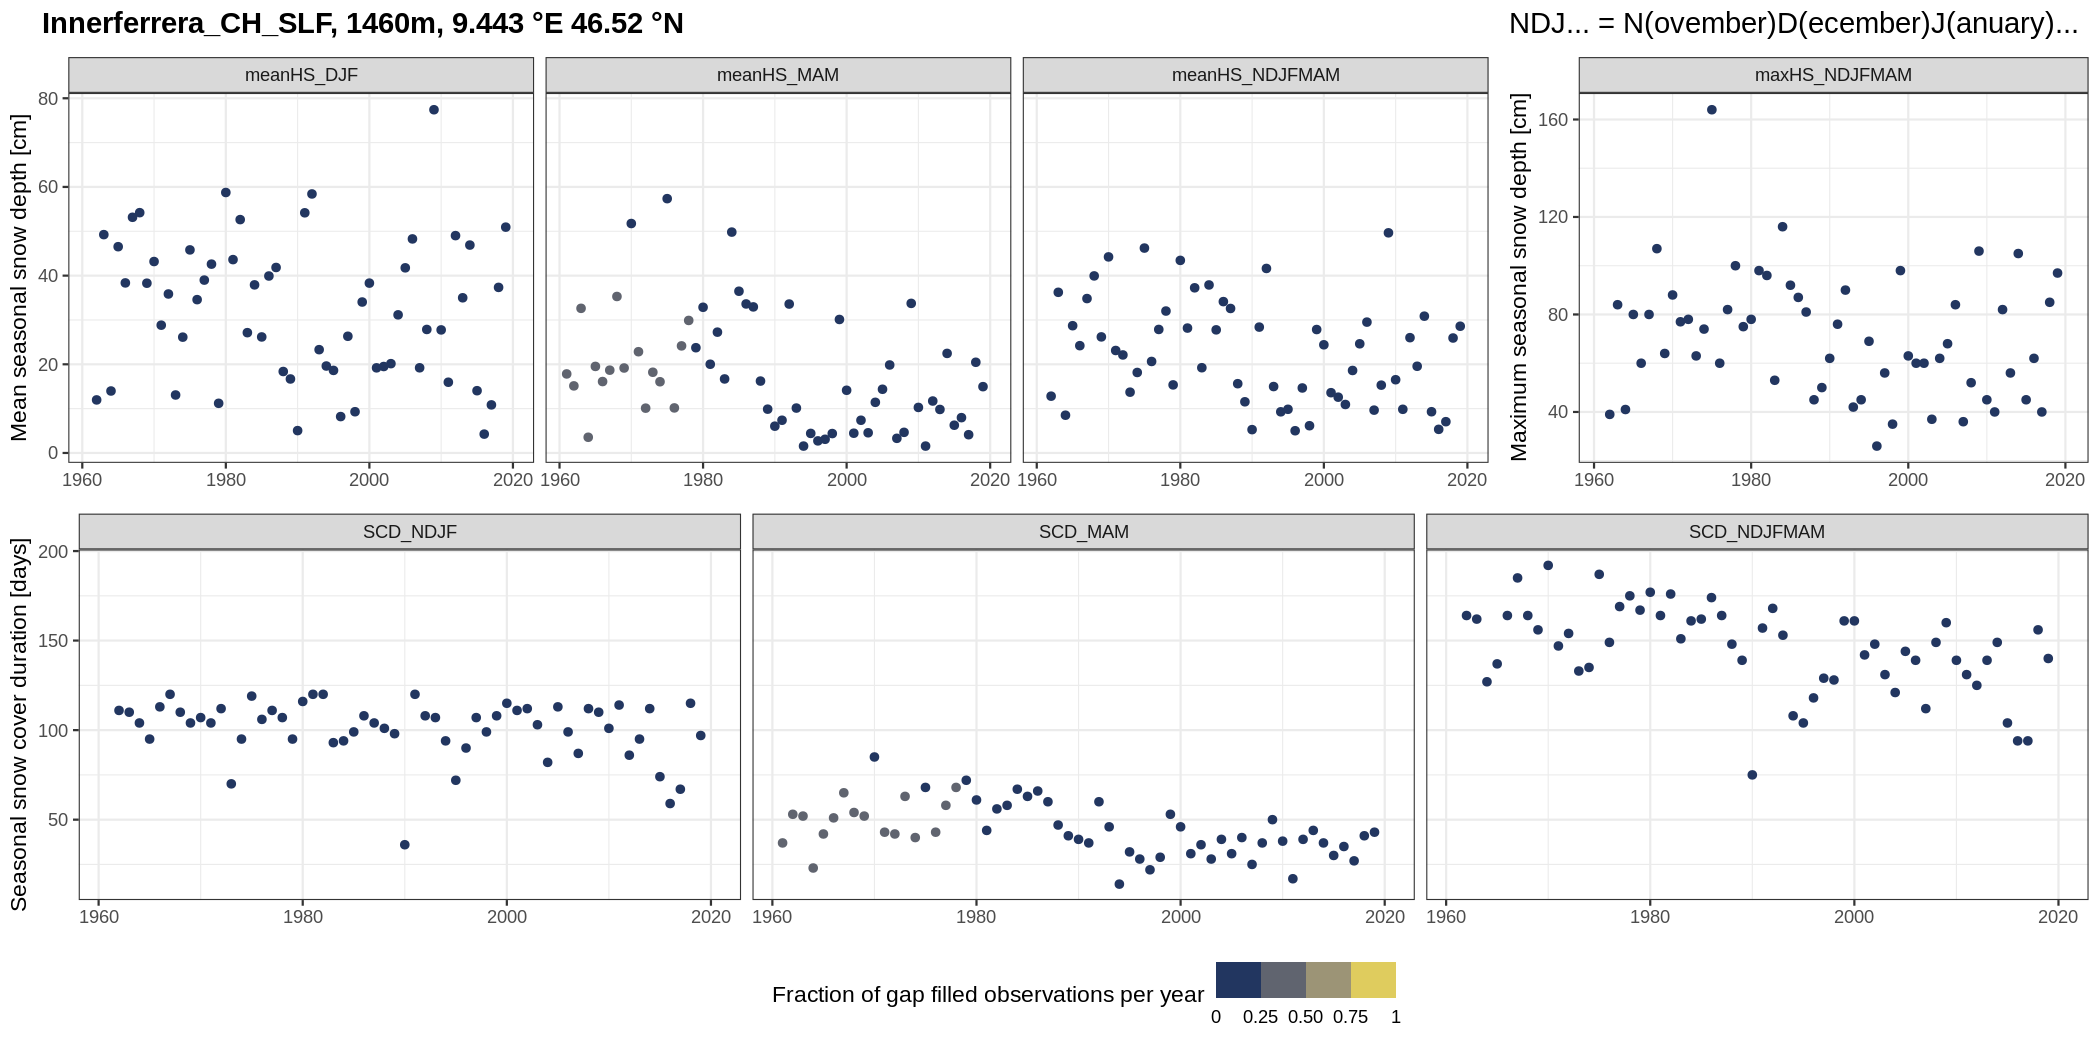 Innerferrera_CH_SLF, 1460m, 9.443 °E 46.52 °N
NDJ... = N(ovember)D(ecember)J(anuary)...
meanHS_DJF
meanHS_MAM
meanHS_NDJFMAM
maxHS_NDJFMAM
Mean seasonal snow depth [cm]
80
60
40
20
0
1960 1980 2000 2020
1960 1980 2000 2020
1960 1980 2000 2020
Maximum seasonal snow depth [cm]
160
120
80
40
1960 1980 2000 2020
SCD_NDJF
SCD_MAM
SCD_NDJFMAM
Seasonal snow cover duration [days]
200
150
100
50
1960 1980 2000 2020
1960 1980 2000 2020
1960 1980 2000 2020
Fraction of gap filled observations per year
0 0.25 0.50 0.75 1